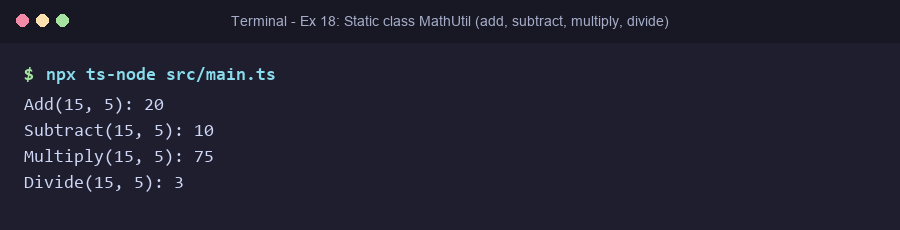 Terminal - Ex 18: Static class MathUtil (add, subtract, multiply, divide)
$ npx ts-node src/main.ts
Add(15, 5): 20
Subtract(15, 5): 10
Multiply(15, 5): 75
Divide(15, 5): 3